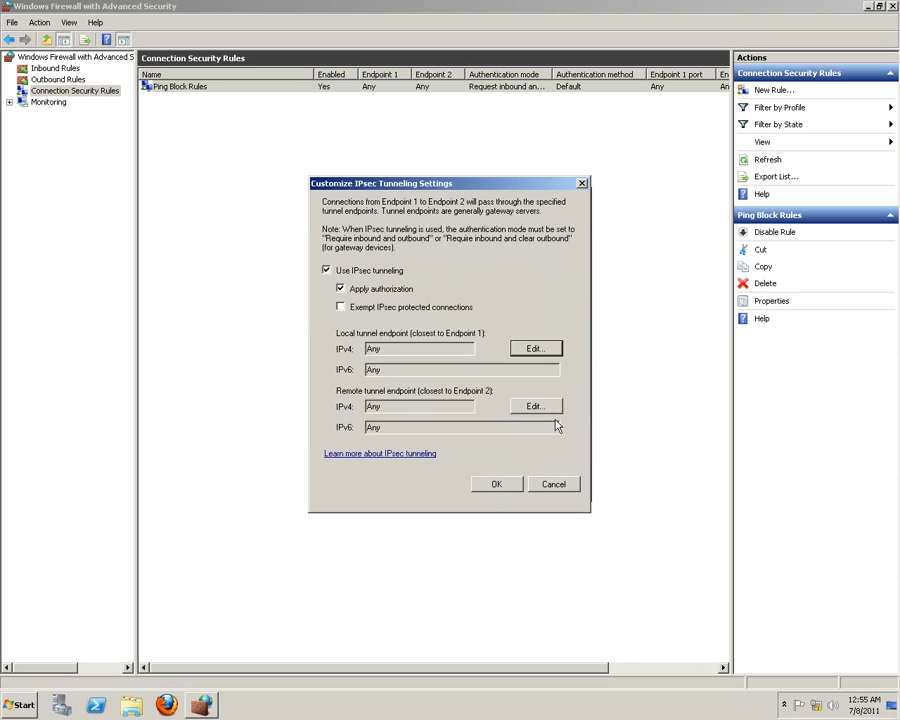 Windows Firewall with Advanced Security
File Action View Help
Windows Firewall with Advanced S
Inbound Rules
Outbound Rules
Connection Security Rules
Monitoring
Connection Security Rules
Name Enabled Endpoint 1 Endpoint 2 Authentication mode Authentication method Endpoint 1 port En
Ping Block Rules Yes Any Any Request inbound an... Default Any An
Customize IPsec Tunneling Settings
Connections from Endpoint 1 to Endpoint 2 will pass through the specified
tunnel endpoints. Tunnel endpoints are generally gateway servers.
Note: When IPsec tunneling is used, the authentication mode must be set to
"Require inbound and outbound" or "Require inbound and clear outbound"
(for gateway devices).
Use IPsec tunneling
Apply authorization
Exempt IPsec protected connections
Local tunnel endpoint (closest to Endpoint 1):
IPv4: Any Edit...
IPv6: Any
Remote tunnel endpoint (closest to Endpoint 2):
IPv4: Any Edit...
IPv6: Any
Learn more about IPsec tunneling
OK Cancel
Actions
Connection Security Rules
New Rule...
Filter by Profile
Filter by State
View
Refresh
Export List...
Help
Ping Block Rules
Disable Rule
Cut
Copy
Delete
Properties
Help
Start
12:55 AM
7/8/2011